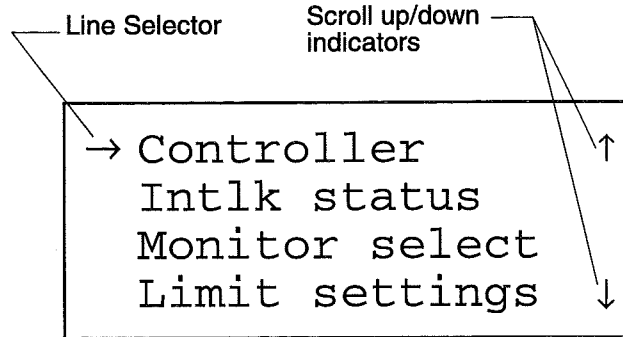 Line Selector
Scroll up/down
indicators
→ Controller ↑
Intlk status
Monitor select
Limit settings ↓